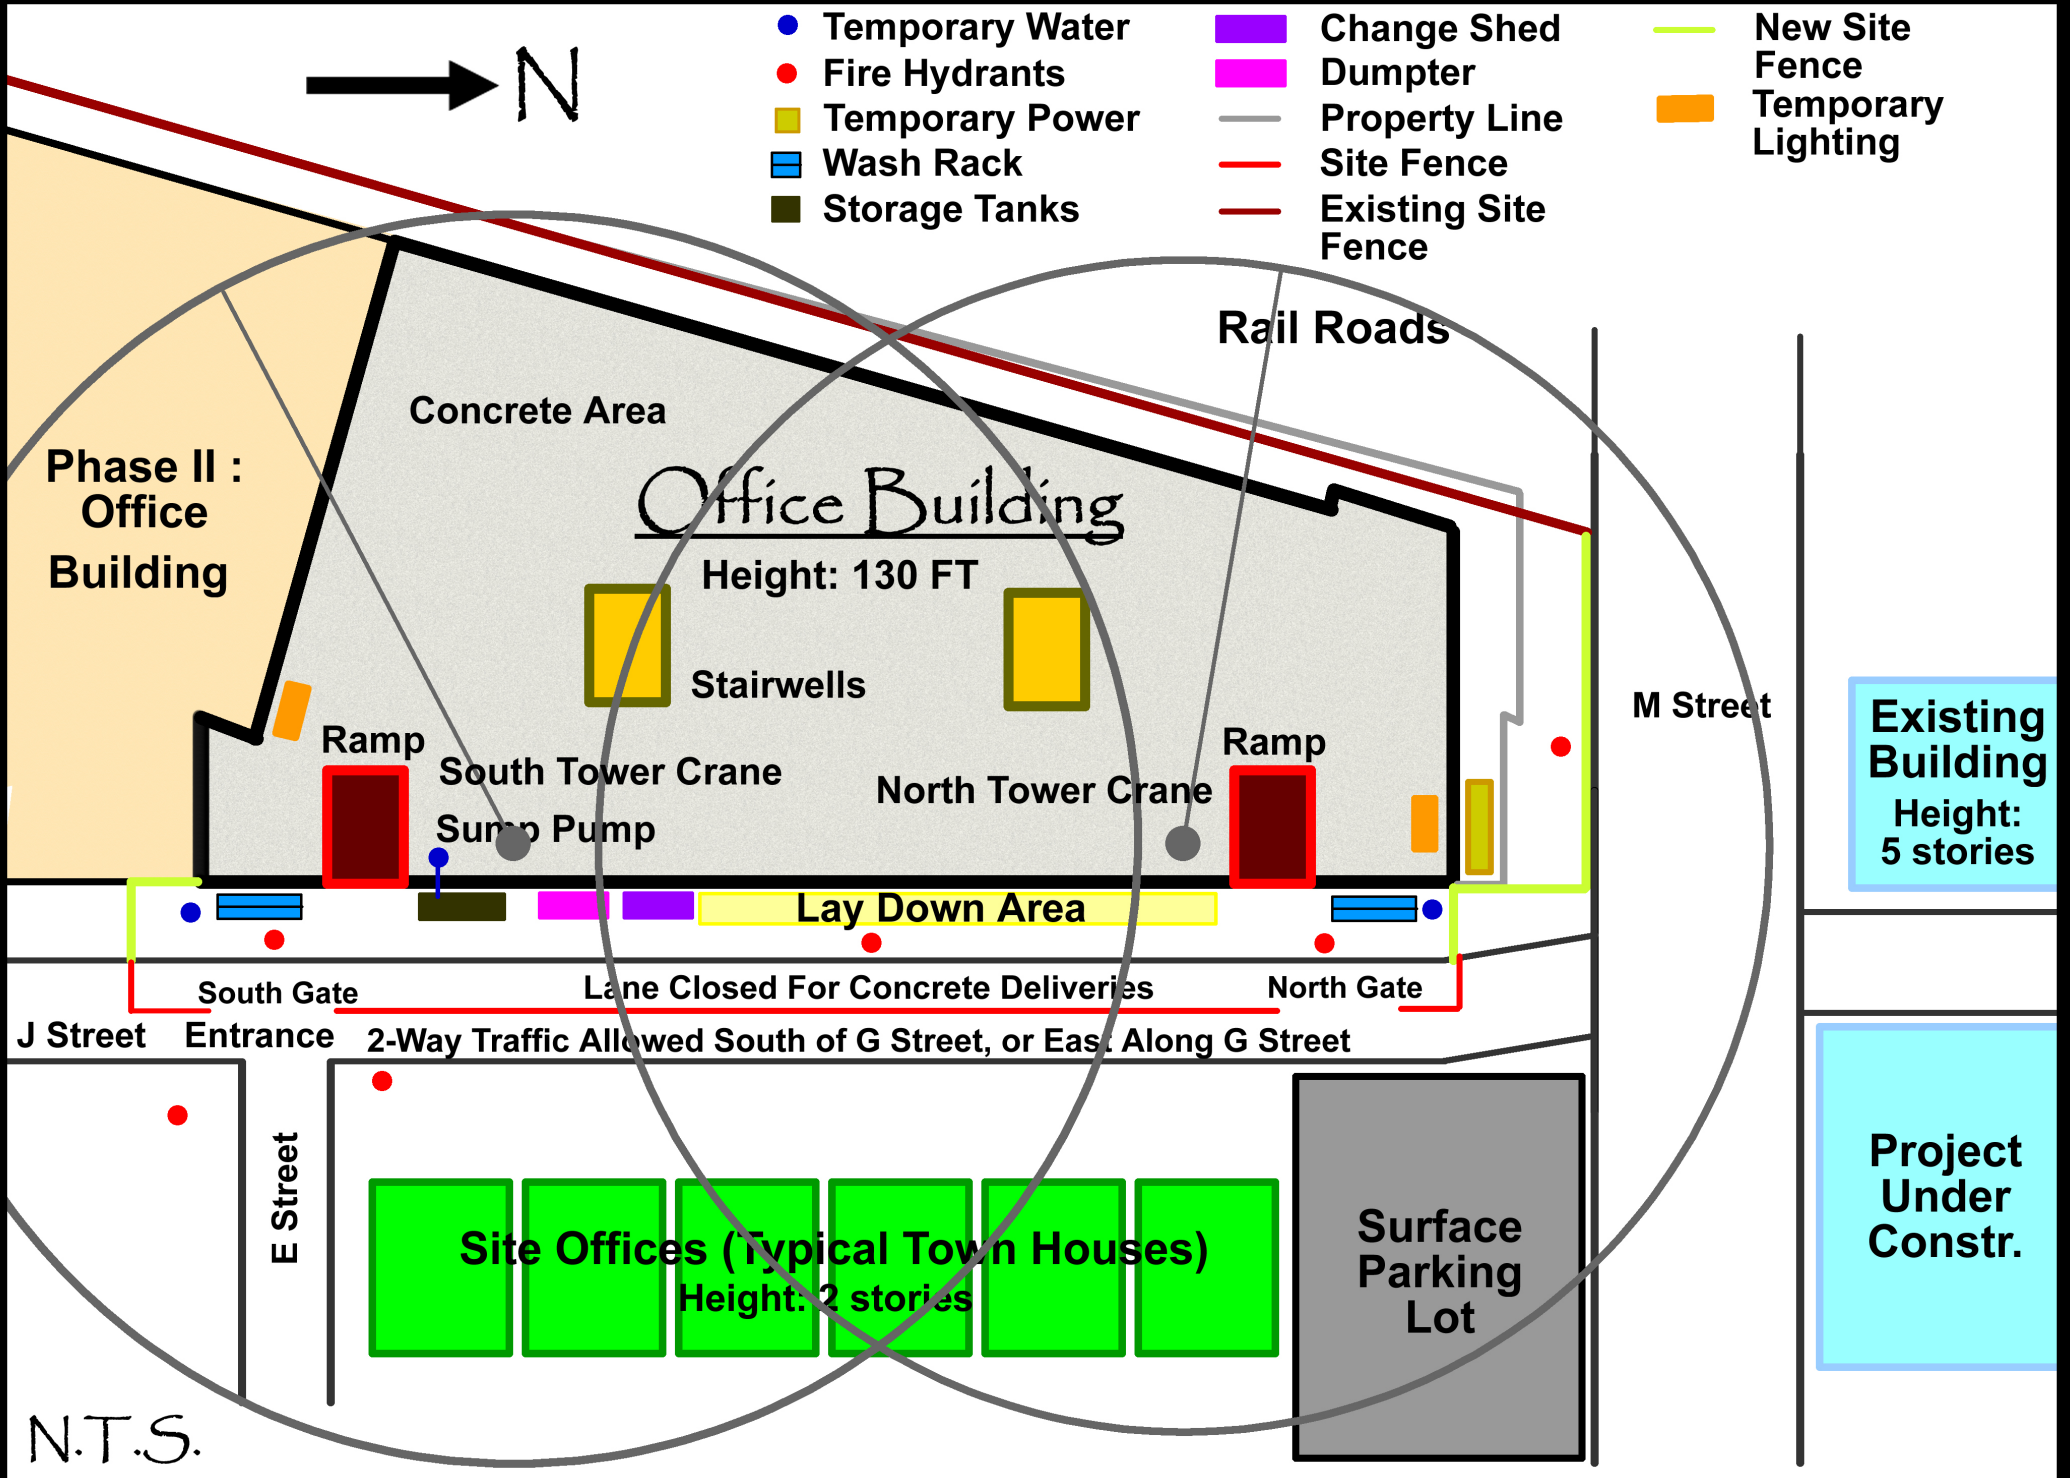 N
Temporary Water
Fire Hydrants
Temporary Power
Wash Rack
Storage Tanks
Change Shed
Dumpter
Property Line
Site Fence
Existing Site
Fence
New Site
Fence
Temporary
Lighting
Rail Roads
Concrete Area
Phase II :
Office
Building
Office Building
Height: 130 FT
Stairwells
Ramp
South Tower Crane
Sump Pump
North Tower Crane
Ramp
M Street
Existing
Building
Height:
5 stories
Lay Down Area
South Gate
Lane Closed For Concrete Deliveries
North Gate
J Street
Entrance
2-Way Traffic Allowed South of G Street, or East Along G Street
E Street
Site Offices (Typical Town Houses)
Height: 2 stories
Surface
Parking
Lot
Project
Under
Constr.
N.T.S.